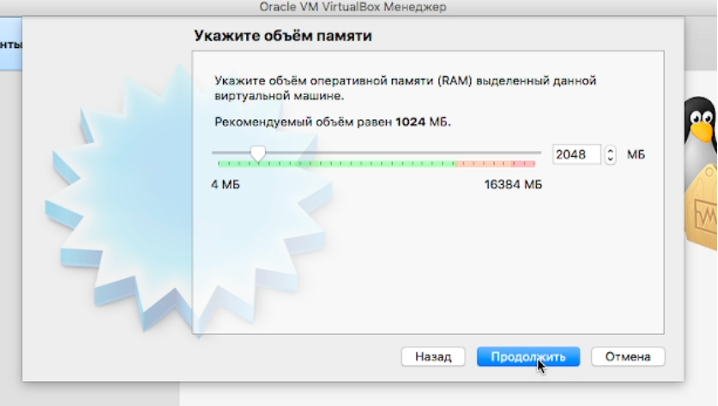 Oracle VM VirtualBox Менеджер
нты
Укажите объём памяти
Укажите объём оперативной памяти (RAM) выделенный данной
виртуальной машине.
Рекомендуемый объём равен 1024 МБ.
2048 МБ
4 МБ 16384 МБ
Назад Продолжить Отмена